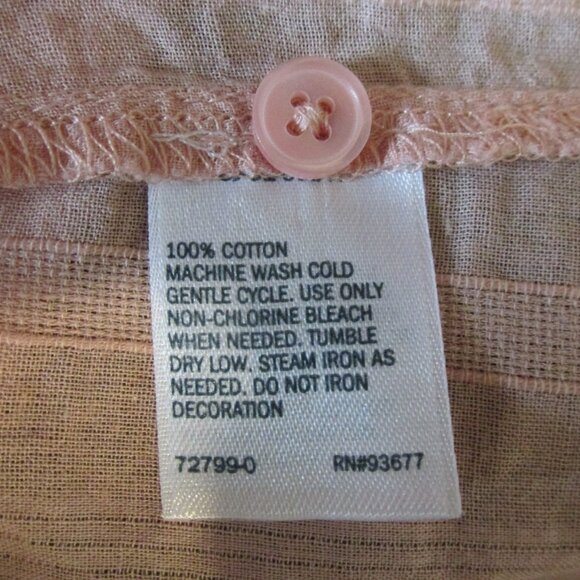 100% COTTON
MACHINE WASH COLD
GENTLE CYCLE. USE ONLY
NON-CHLORINE BLEACH
WHEN NEEDED. TUMBLE
DRY LOW. STEAM IRON AS
NEEDED. DO NOT IRON
DECORATION
72799-0 RN#93677